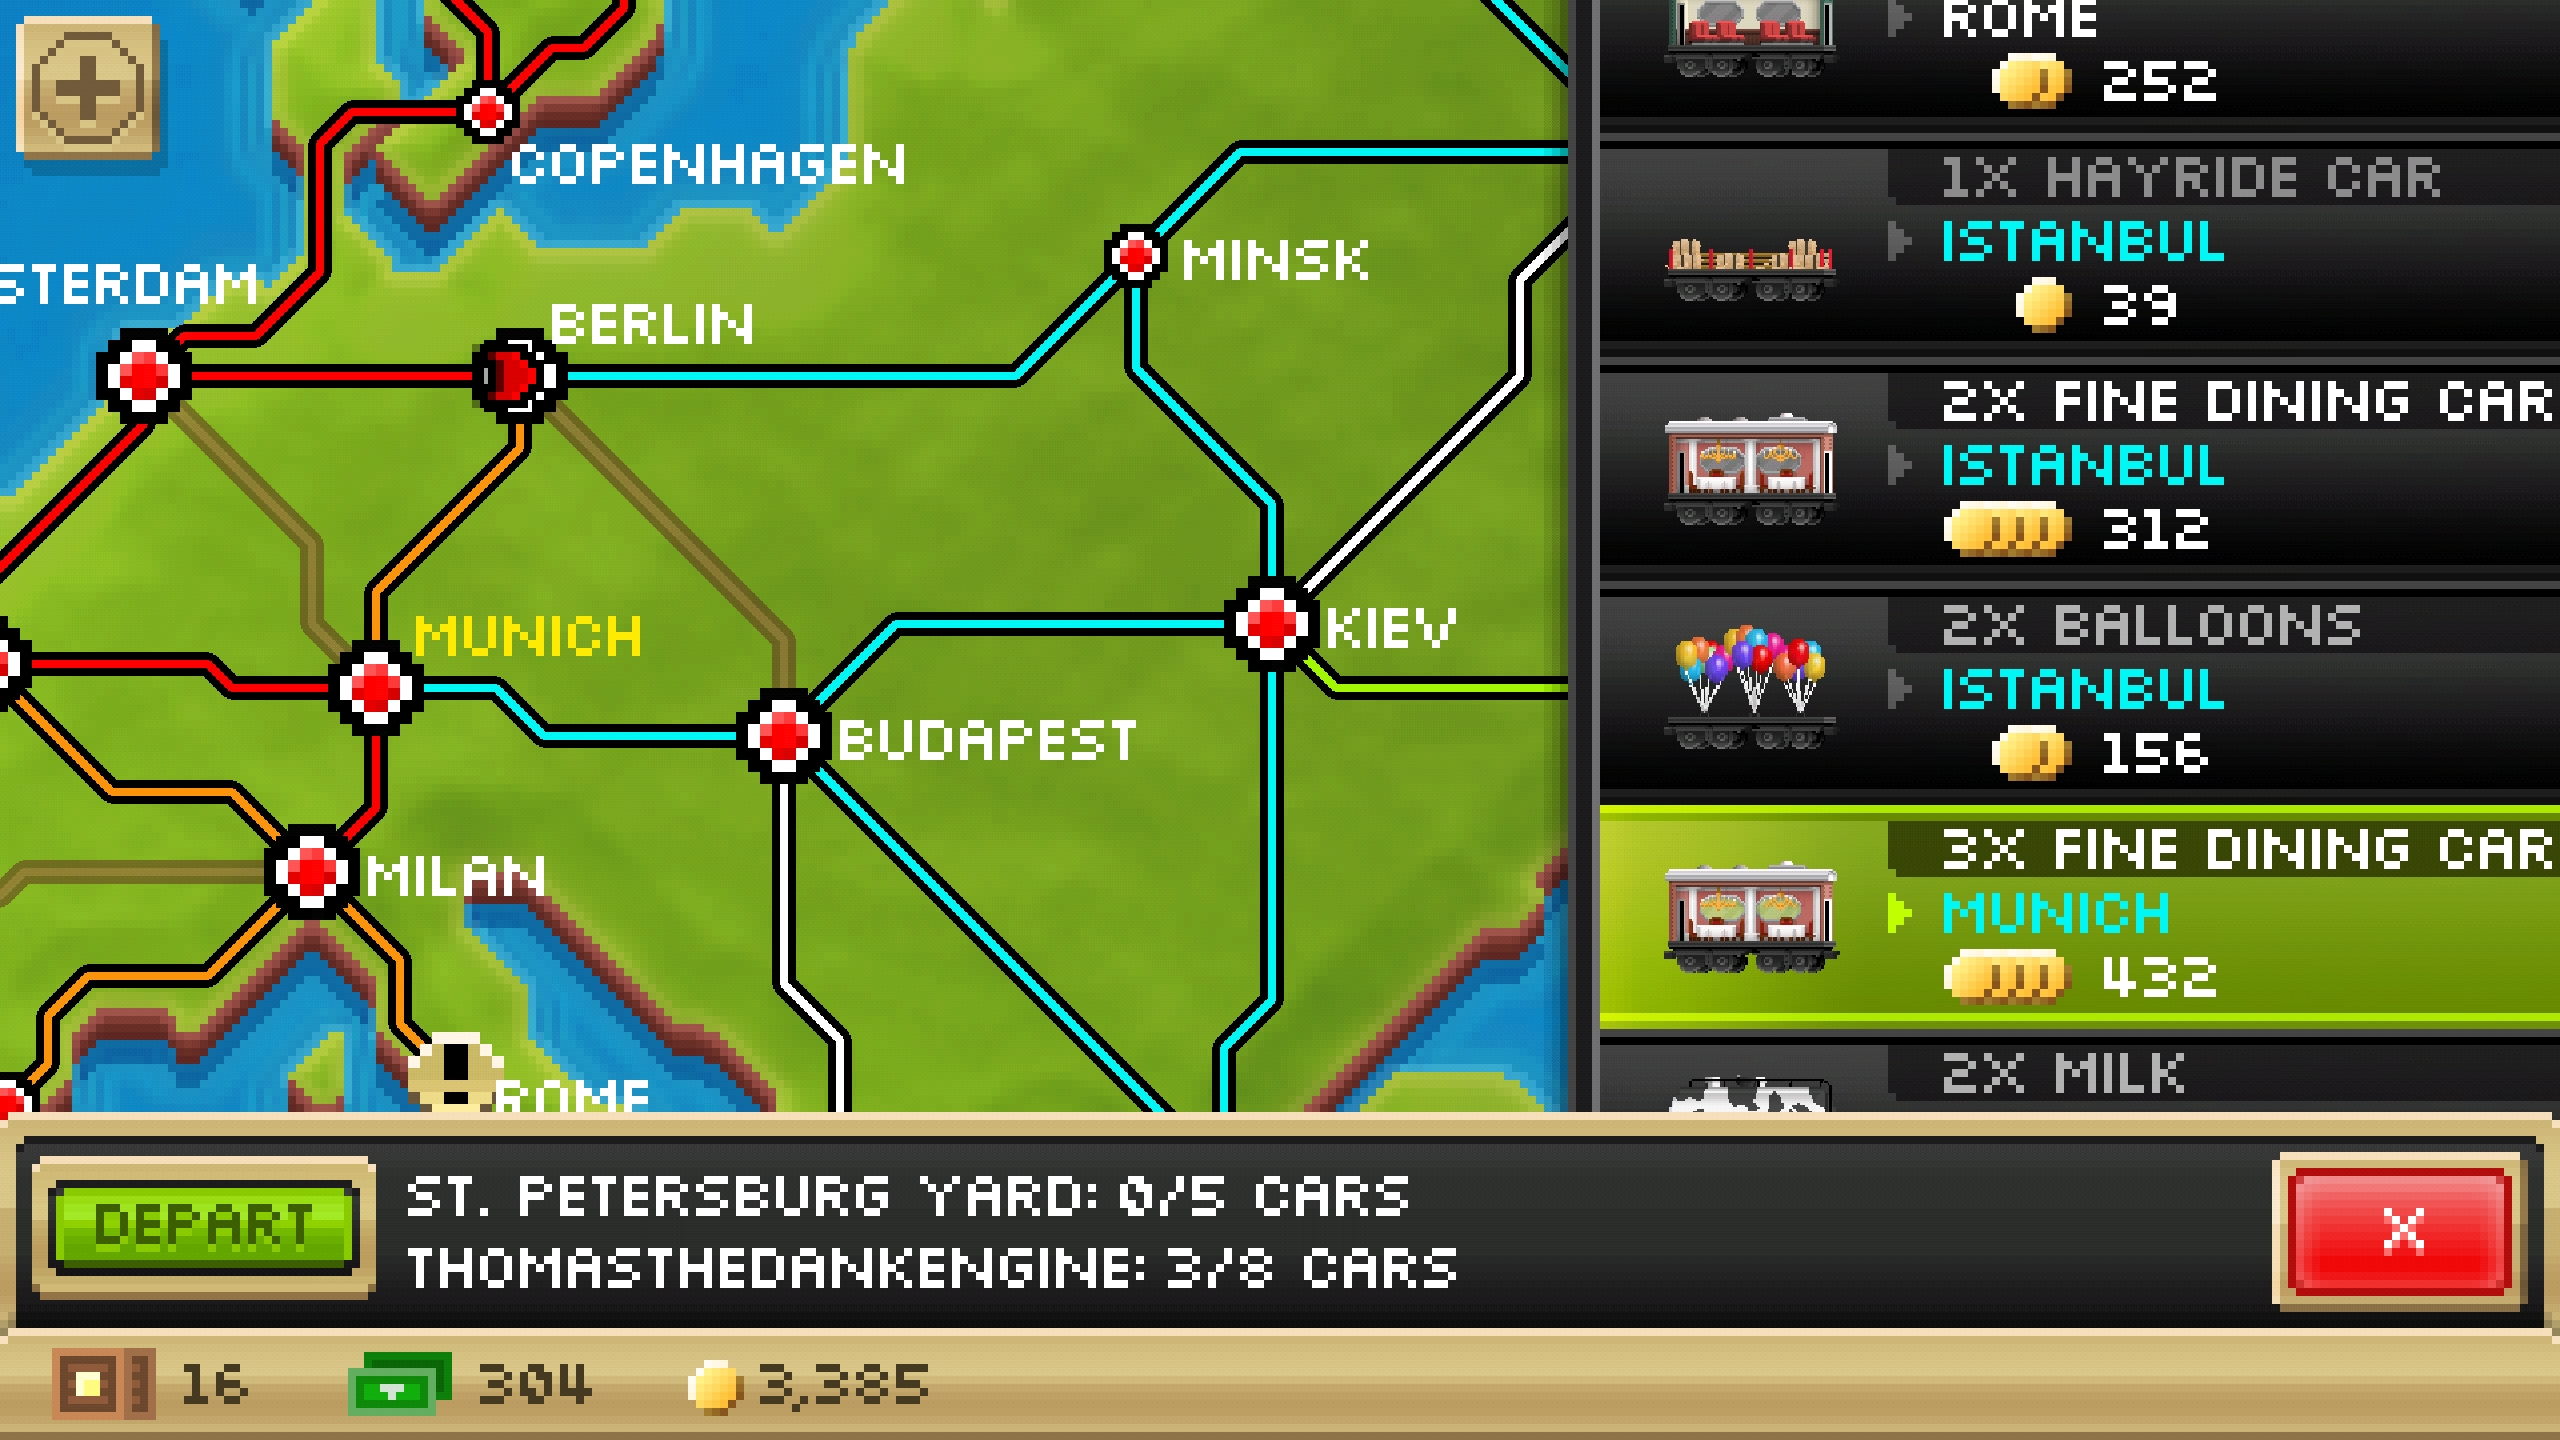 COPENHAGEN
MINSK
STERDAM
BERLIN
MUNICH
KIEV
BUDAPEST
MILAN
ROME
ROME
252
1X HAYRIDE CAR
ISTANBUL
39
2X FINE DINING CAR
ISTANBUL
312
2X BALLOONS
ISTANBUL
156
3X FINE DINING CAR
MUNICH
432
2X MILK
DEPART
ST. PETERSBURG YARD: 0/5 CARS
THOMASTHEDANKENGINE: 3/8 CARS
X
16
304
3,385